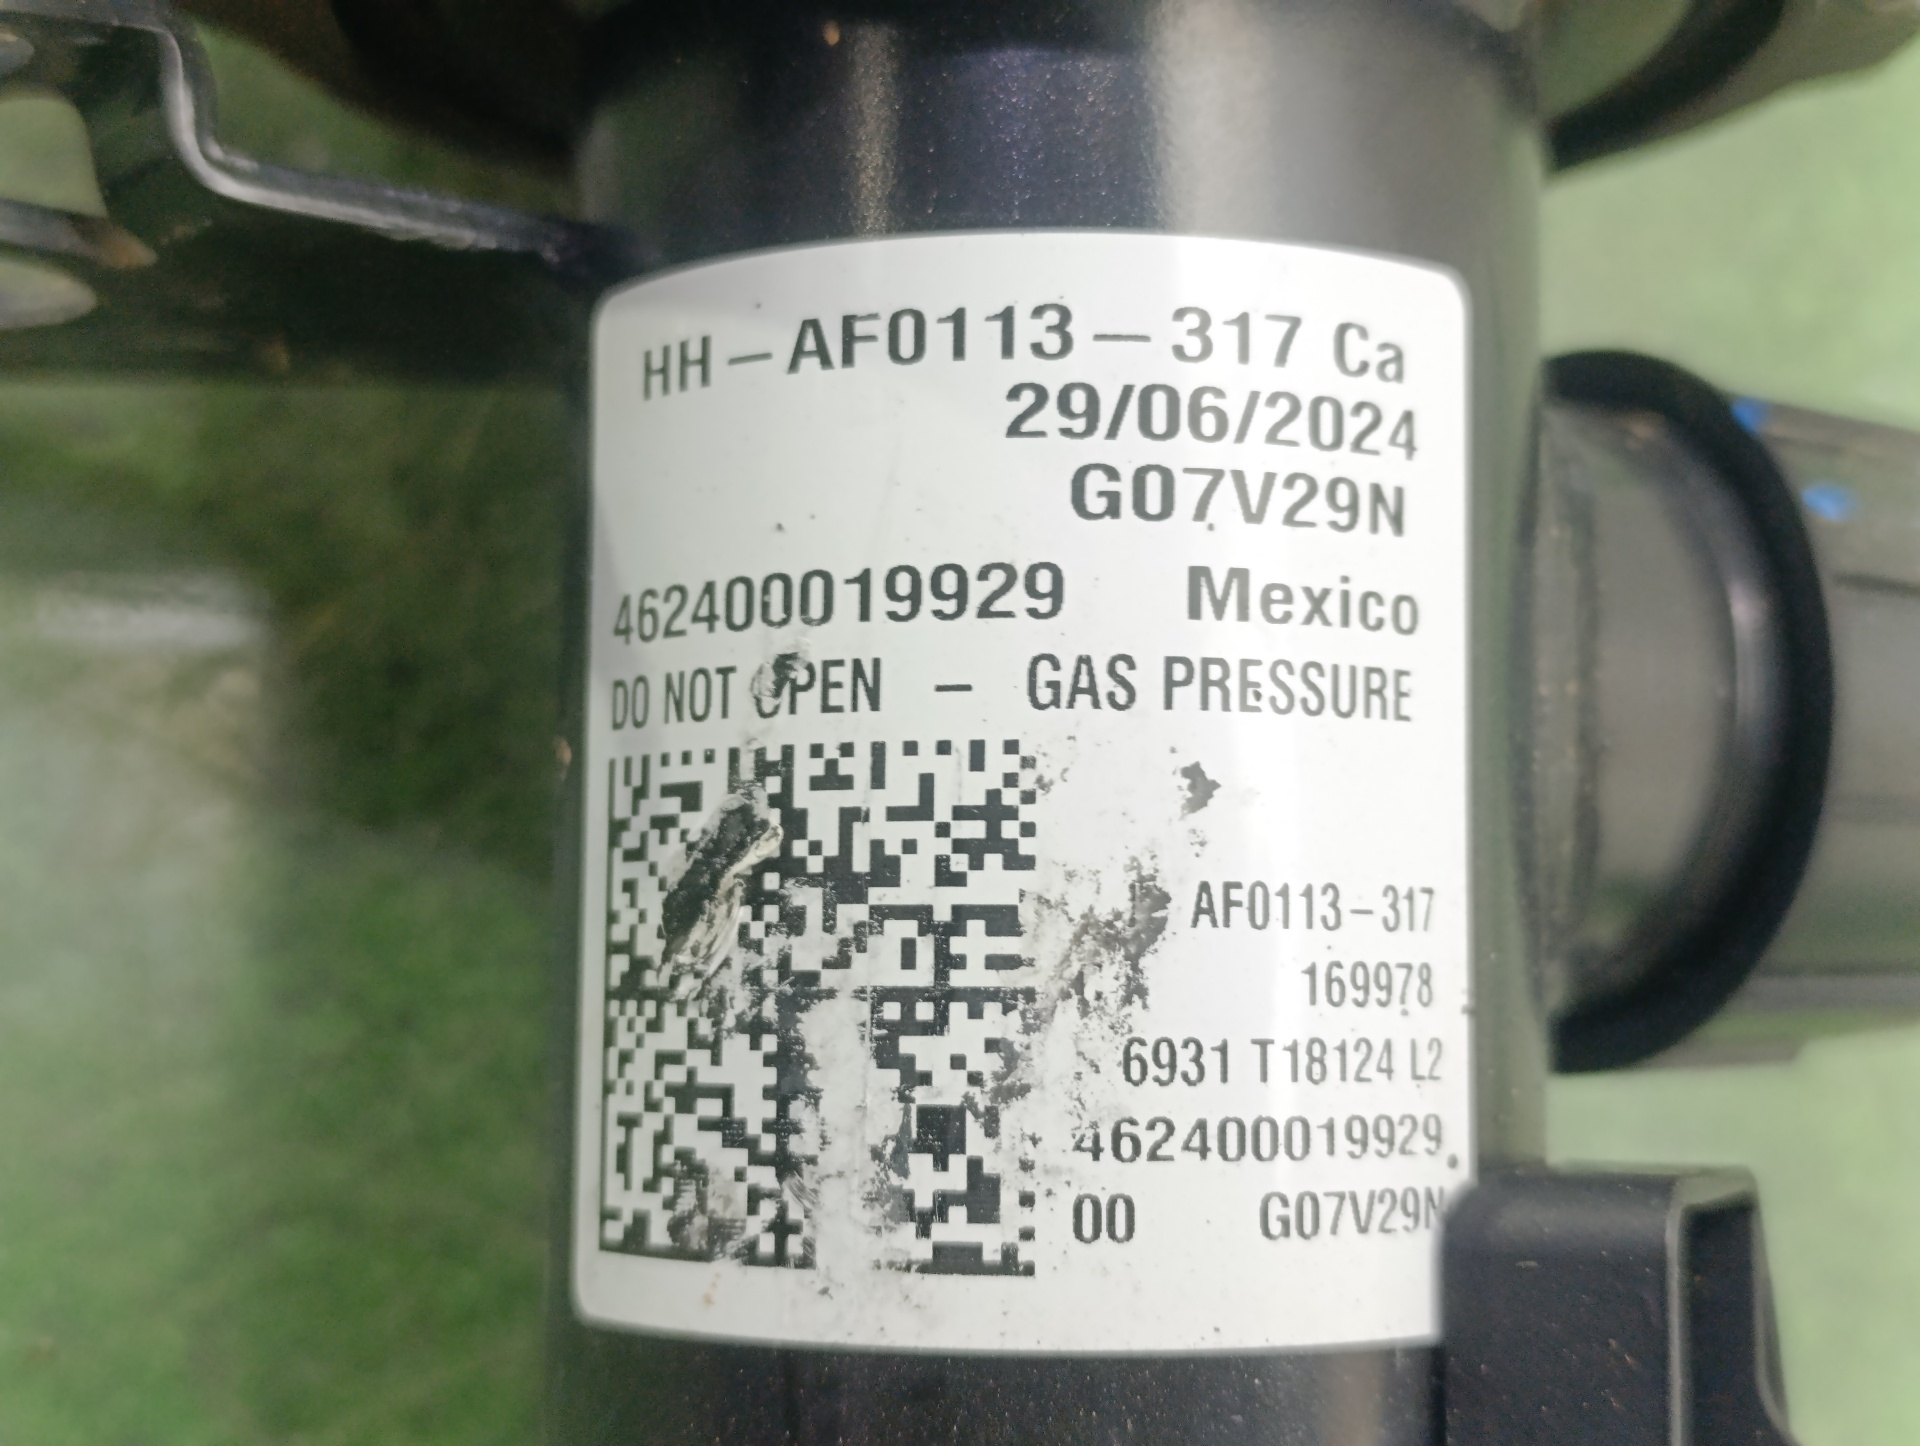 HH-AF0113-317 Ca
29/06/2024
G07V29N
462400019929 Mexico
DO NOT OPEN - GAS PRESSURE
AF0113-317
169978
6931 T18124 L2
462400019929
00 G07V29N